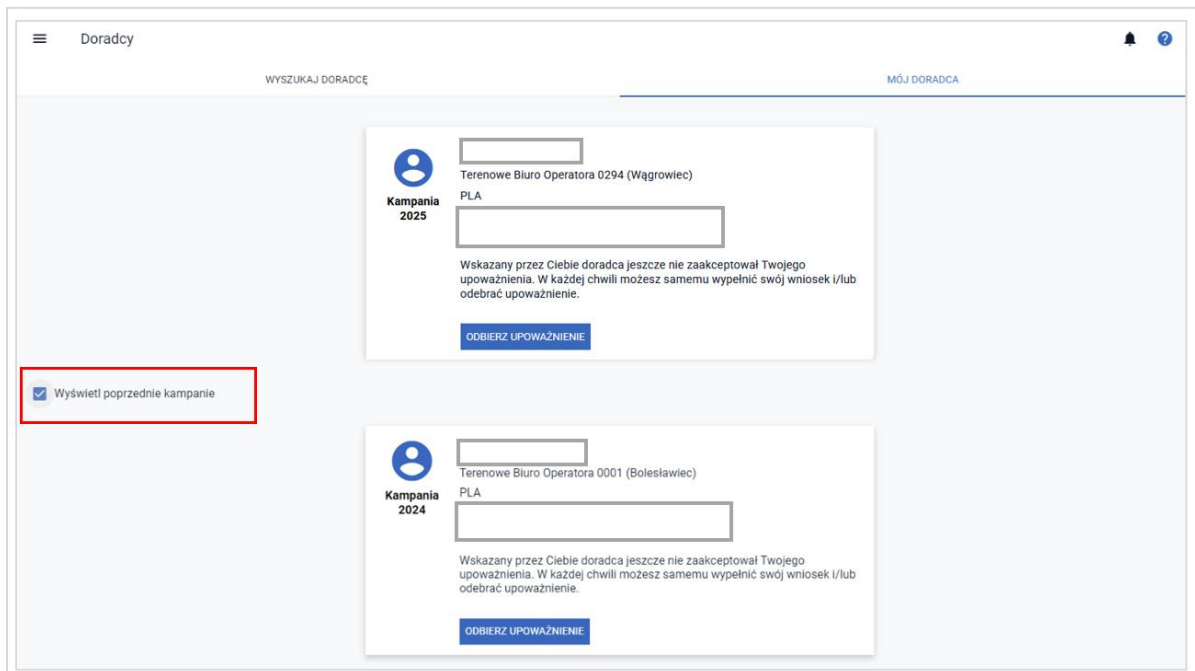 Doradcy
WYSZUKAJ DORADCĘ
MÓJ DORADCA
Terenowe Biuro Operatora 0294 (Wągrowiec)
Kampania
2025
PLA
Wskazany przez Ciebie doradca jeszcze nie zaakceptował Twojego
upoważnienia. W każdej chwili możesz samemu wypełnić swój wniosek i/lub
odebrać upoważnienie.
ODBIERZ UPOWAŻNIENIE
Wyświetl poprzednie kampanie
Terenowe Biuro Operatora 0001 (Bolesławiec)
Kampania
2024
PLA
Wskazany przez Ciebie doradca jeszcze nie zaakceptował Twojego
upoważnienia. W każdej chwili możesz samemu wypełnić swój wniosek i/lub
odebrać upoważnienie.
ODBIERZ UPOWAŻNIENIE